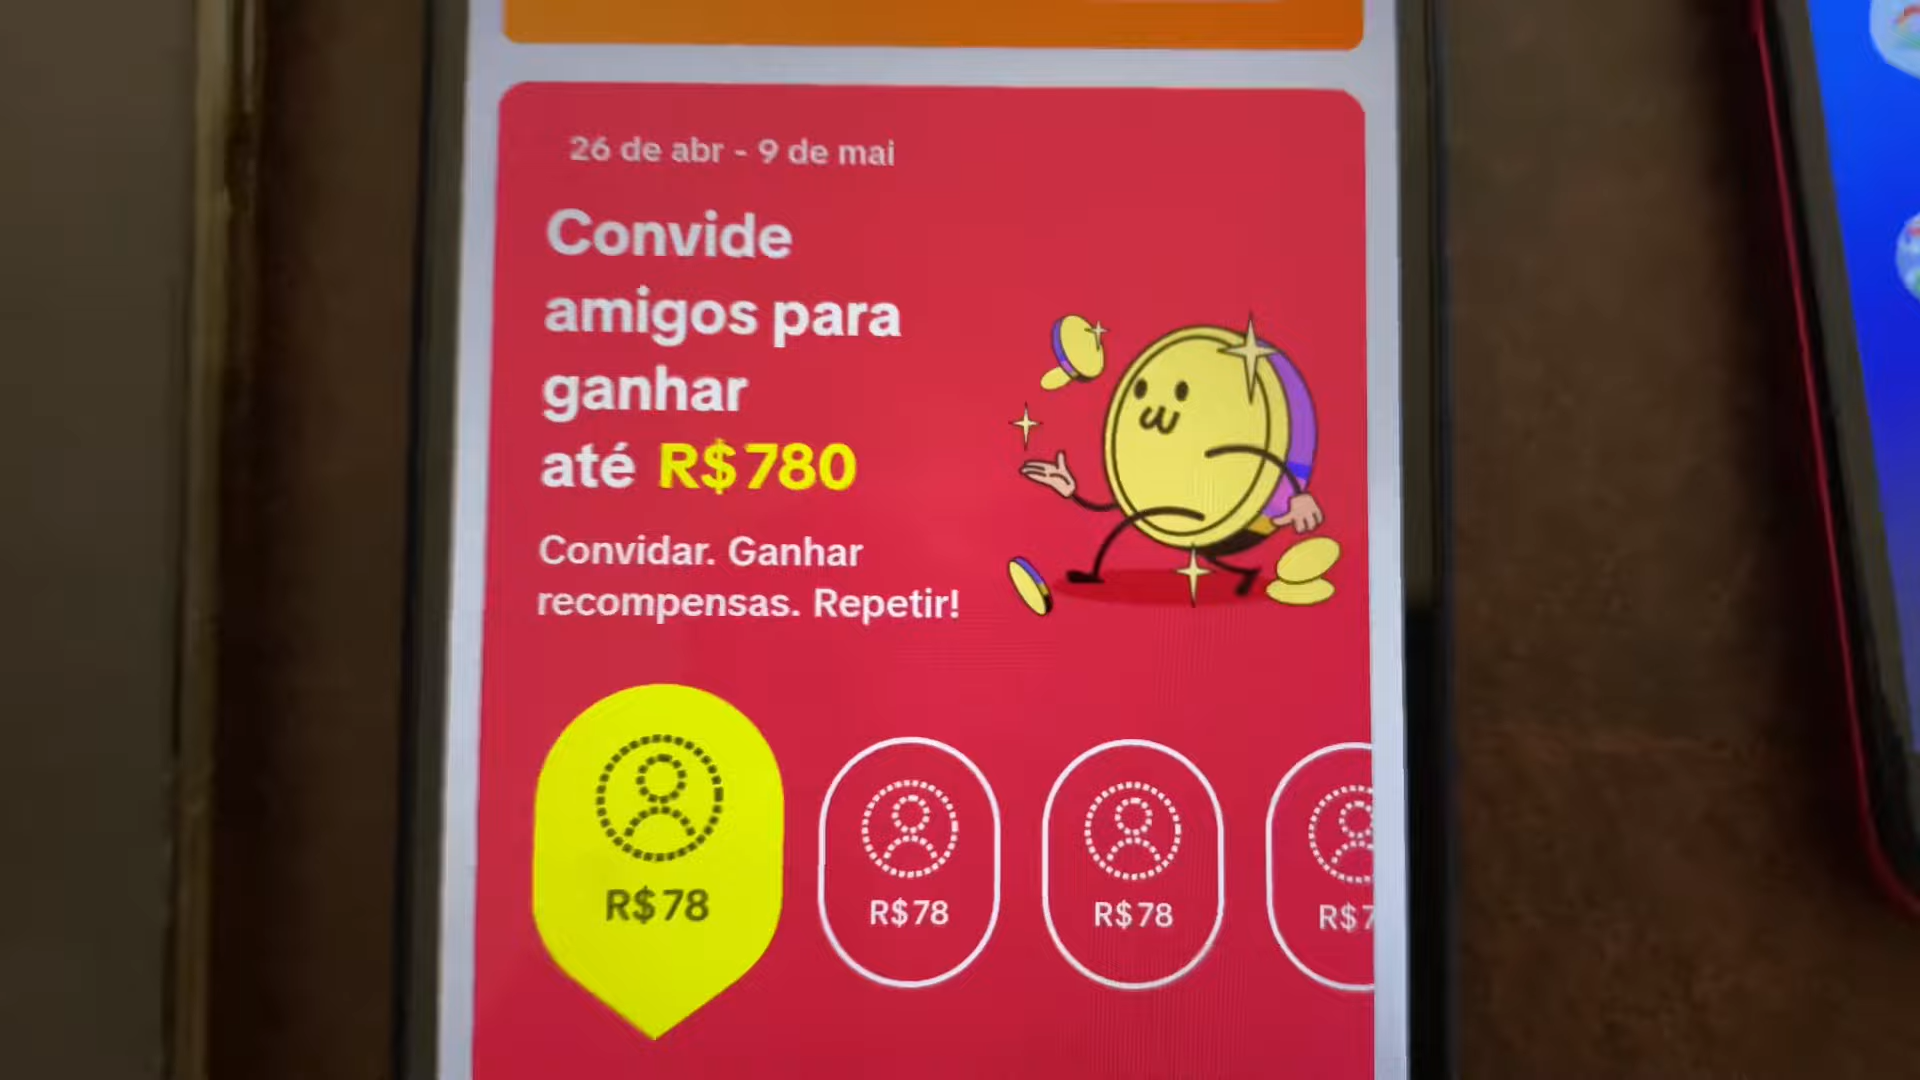 26 de abr - 9 de mai
Convide
amigos para
ganhar
até R$780
Convidar. Ganhar
recompensas. Repetir!
R$78
R$78
R$78
R$7